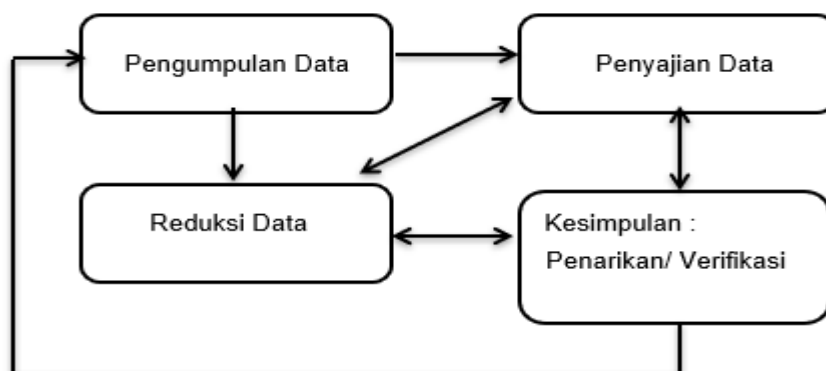 Pengumpulan Data
Penyajian Data
Reduksi Data
Kesimpulan :
Penarikan/ Verifikasi